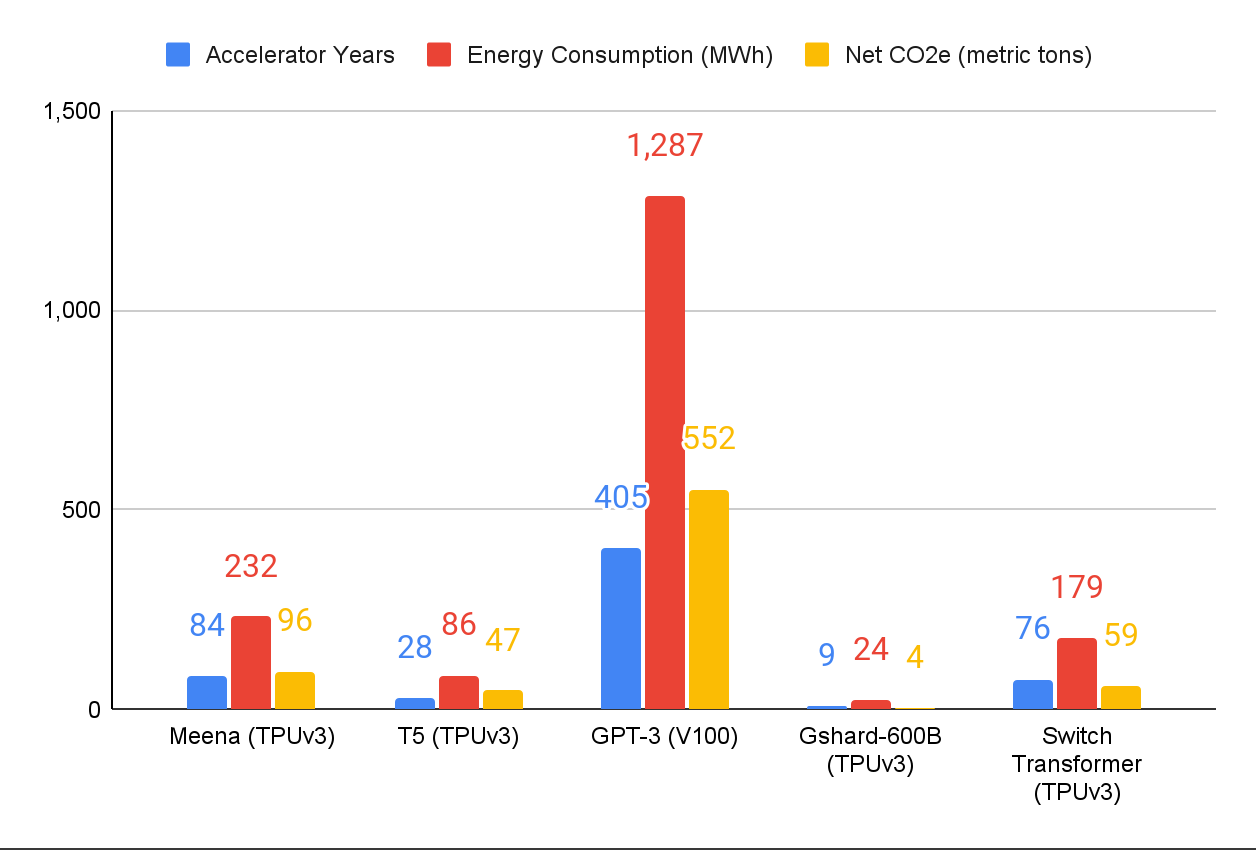 Accelerator Years Energy Consumption (MWh) Net CO2e (metric tons)
1,500
1,287
1,000
552
500
405
232
179
84
96
28
86
47
9
24
4
76
59
0
Meena (TPUv3)
T5 (TPUv3)
GPT-3 (V100)
Gshard-600B
(TPUv3)
Switch
Transformer
(TPUv3)